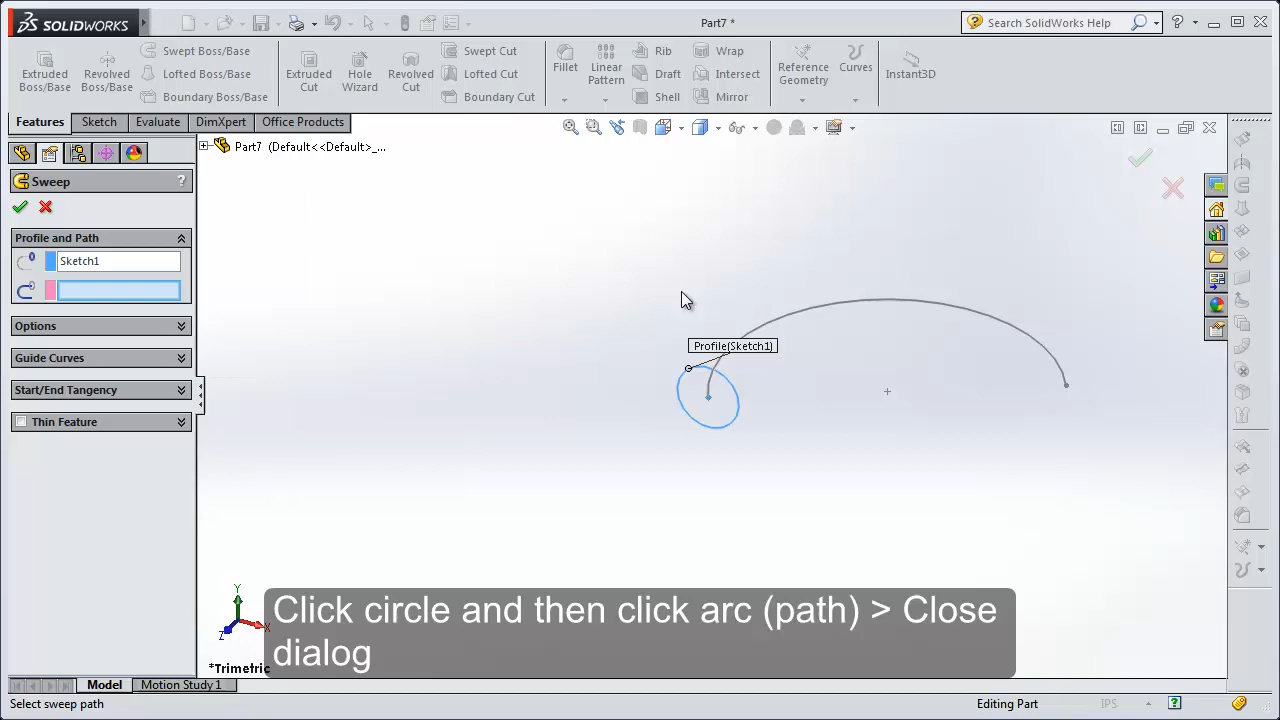 SOLIDWORKS
Part7 *
Search SolidWorks Help
Extruded Boss/Base
Revolved Boss/Base
Swept Boss/Base
Lofted Boss/Base
Boundary Boss/Base
Extruded Cut
Hole Wizard
Revolved Cut
Swept Cut
Lofted Cut
Boundary Cut
Fillet
Linear Pattern
Rib
Draft
Shell
Wrap
Intersect
Mirror
Reference Geometry
Curves
Instant3D
Features
Sketch
Evaluate
DimXpert
Office Products
Part7 (Default<<Default>_...
Sweep
?
Profile and Path
Sketch1
Options
Guide Curves
Start/End Tangency
Thin Feature
Profile(Sketch1)
Y
X
Z
Click circle and then click arc (path) > Close
dialog
*Trimetric
Model
Motion Study 1
Select sweep path
Editing Part
IPS